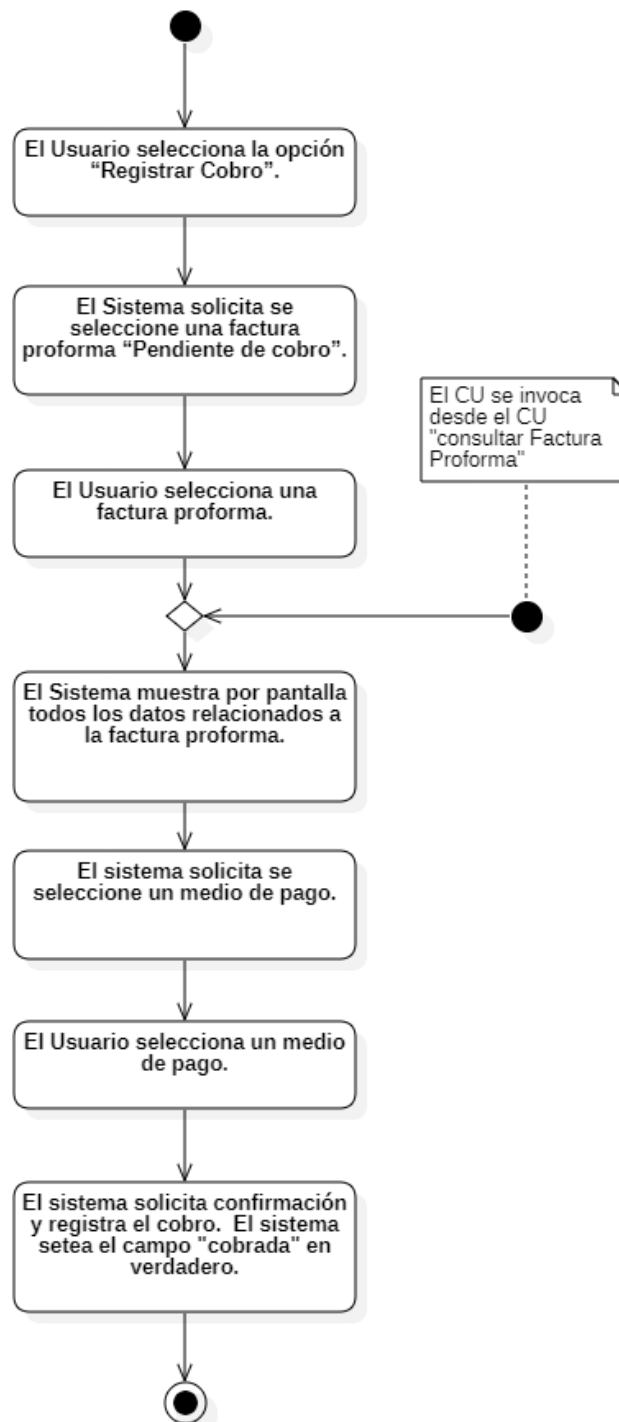 El Usuario selecciona la opción
“Registrar Cobro”.
El Sistema solicita se
seleccione una factura
proforma “Pendiente de cobro”.
El CU se invoca
desde el CU
"consultar Factura
Proforma"
El Usuario selecciona una
factura proforma.
El Sistema muestra por pantalla
todos los datos relacionados a
la factura proforma.
El sistema solicita se
seleccione un medio de pago.
El Usuario selecciona un medio
de pago.
El sistema solicita confirmación
y registra el cobro.  El sistema
setea el campo "cobrada" en
verdadero.